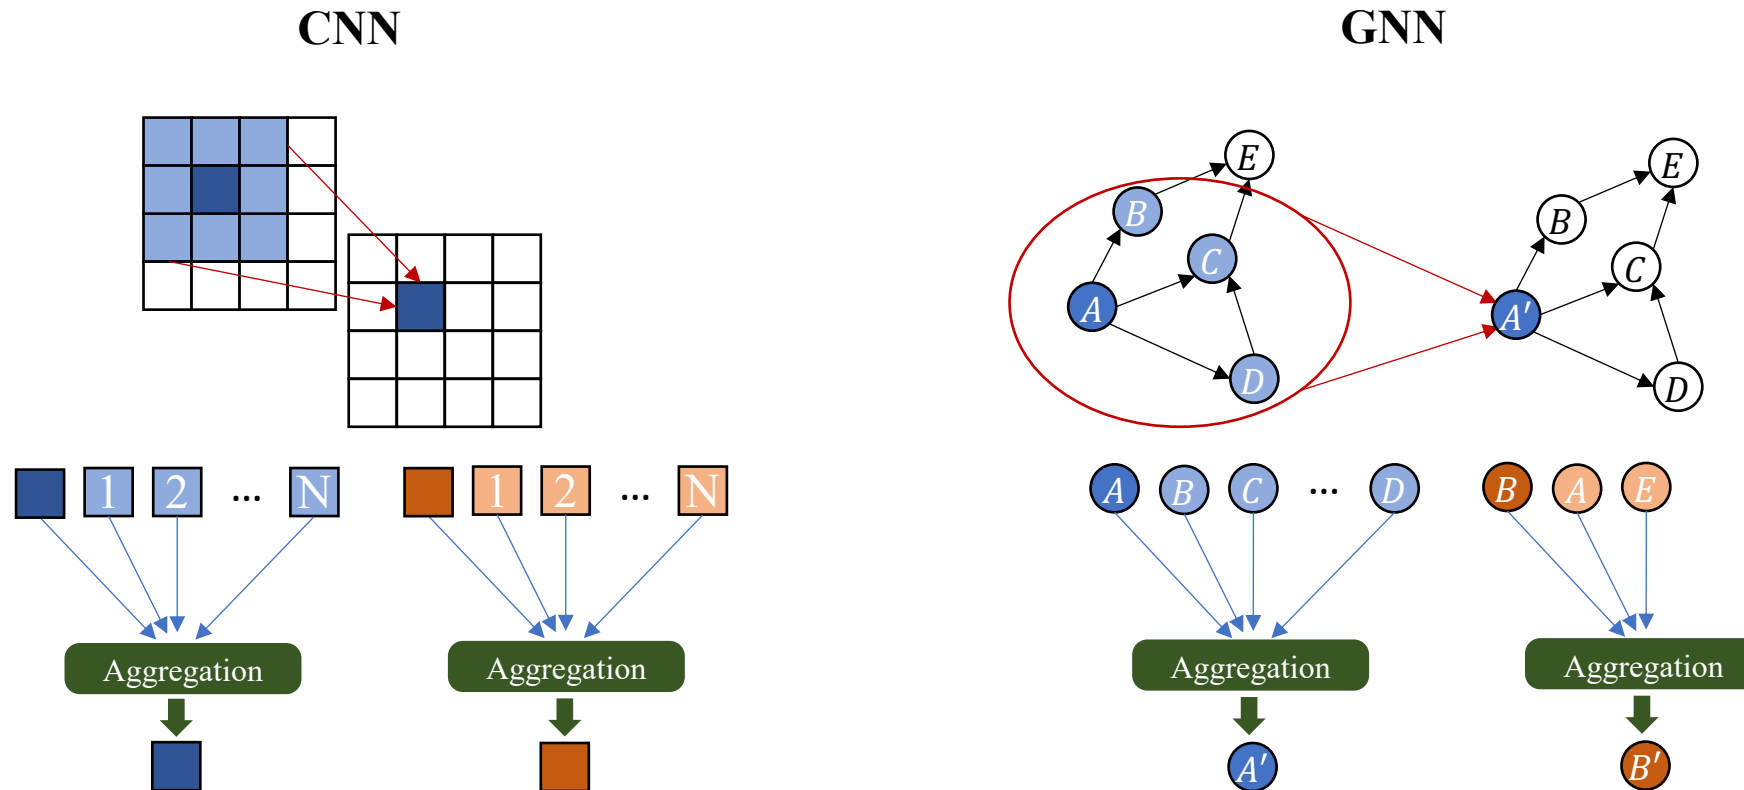 CNN
GNN
E
B
C
A
D
E
B
C
A′
D
1 2 ... N
1 2 ... N
A B C ... D
B A E
Aggregation
Aggregation
Aggregation
Aggregation
A′
B′